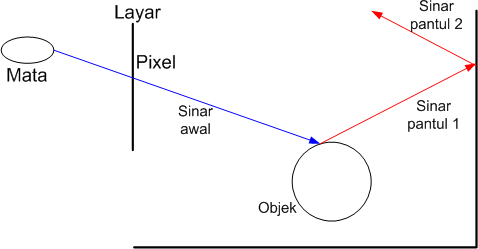 Layar
Sinar
pantul 2
Pixel
Mata
Sinar
awal
Sinar
pantul 1
Objek